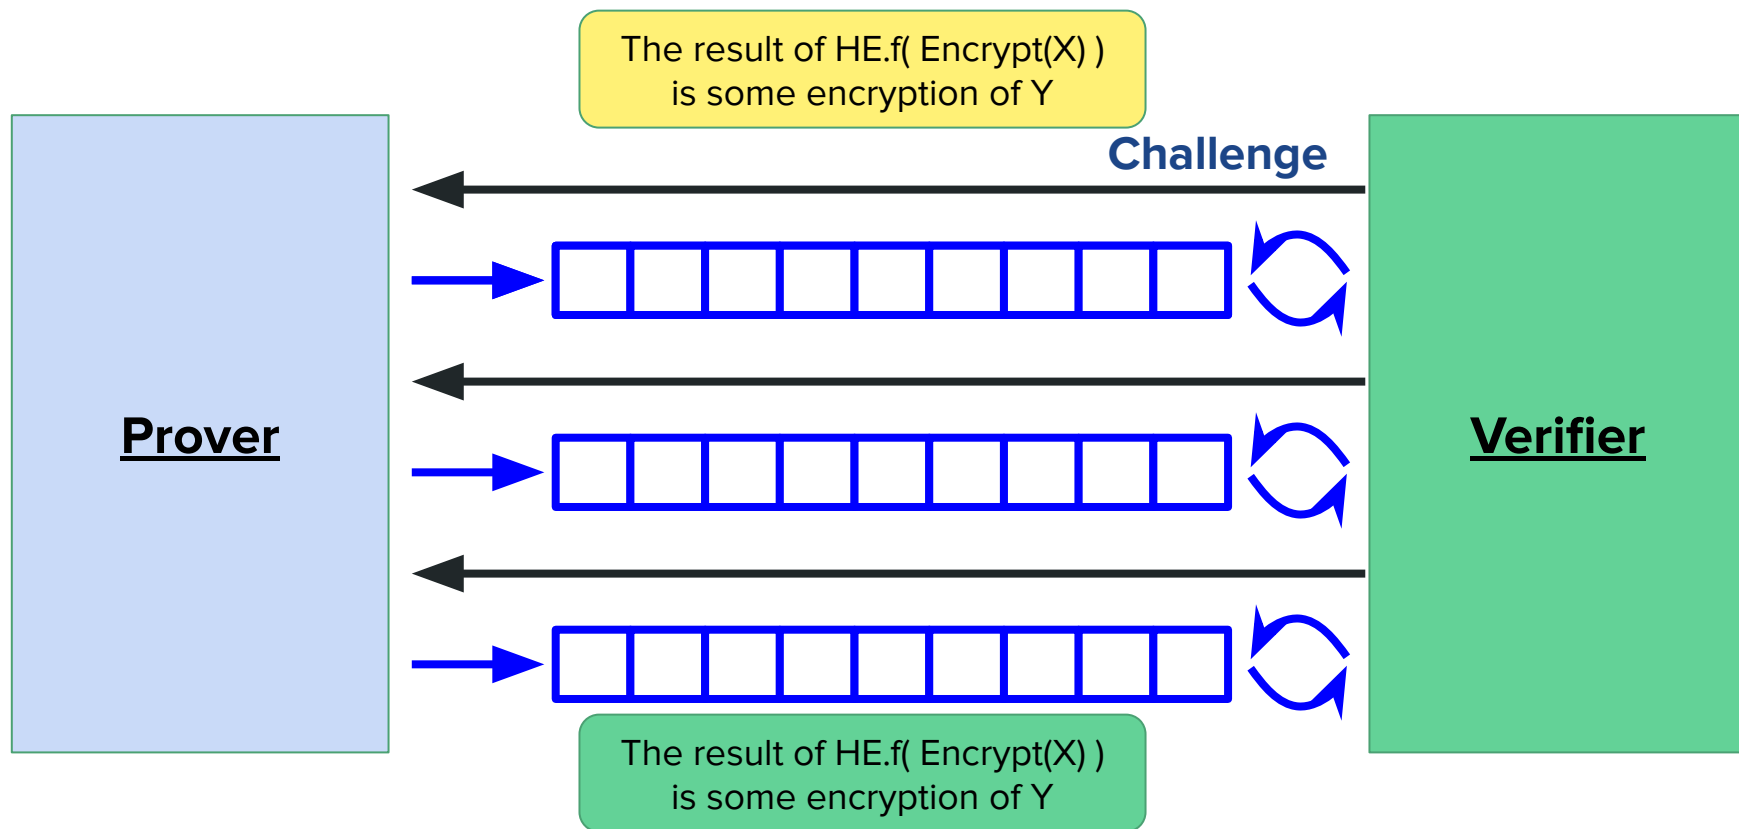 The result of HE.f( Encrypt(X) )
is some encryption of Y
Challenge
Prover
Verifier
The result of HE.f( Encrypt(X) )
is some encryption of Y